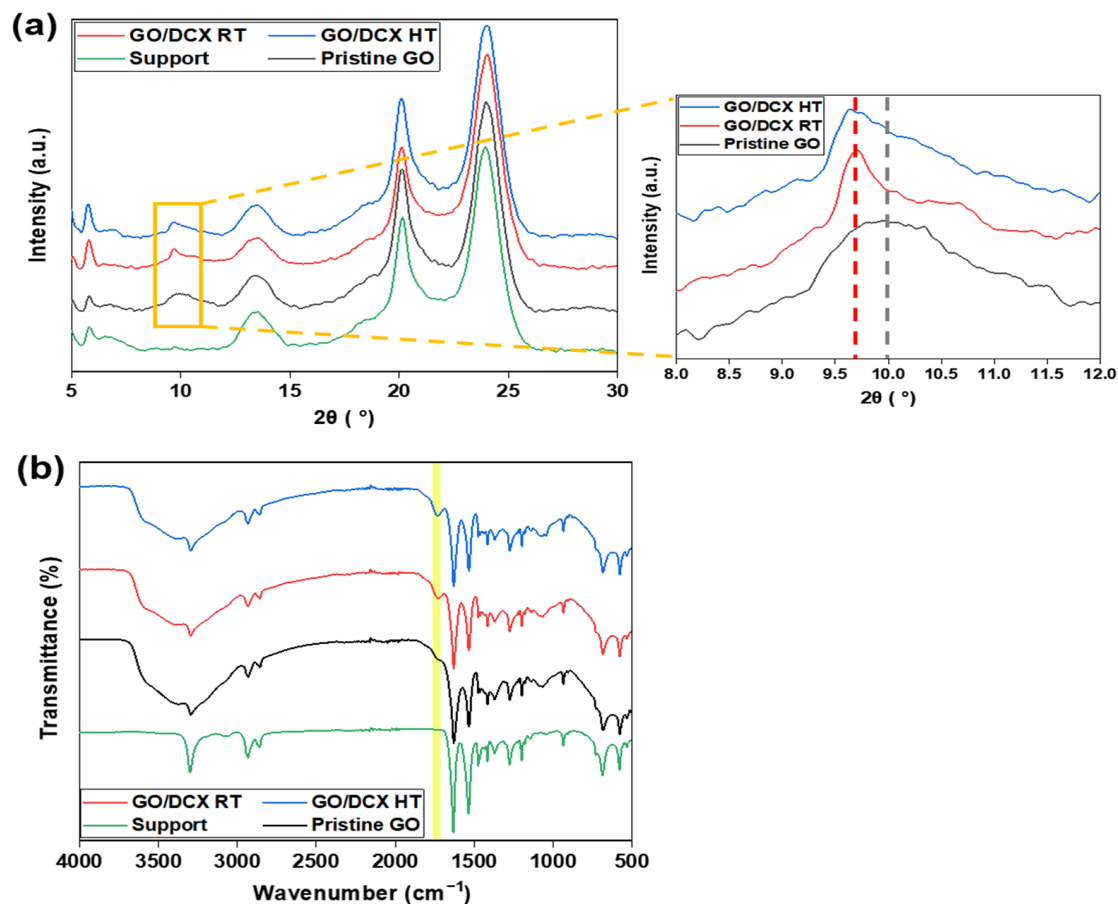 (a)
GO/DCX RT GO/DCX HT
Support Pristine GO
Intensity (a.u.)
5 10 15 20 25 30
2θ ( °)
GO/DCX HT
GO/DCX RT
Pristine GO
Intensity (a.u.)
8.0 8.5 9.0 9.5 10.0 10.5 11.0 11.5 12.0
2θ ( °)
(b)
Transmittance (%)
GO/DCX RT GO/DCX HT
Support Pristine GO
4000 3500 3000 2500 2000 1500 1000 500
Wavenumber (cm⁻¹)